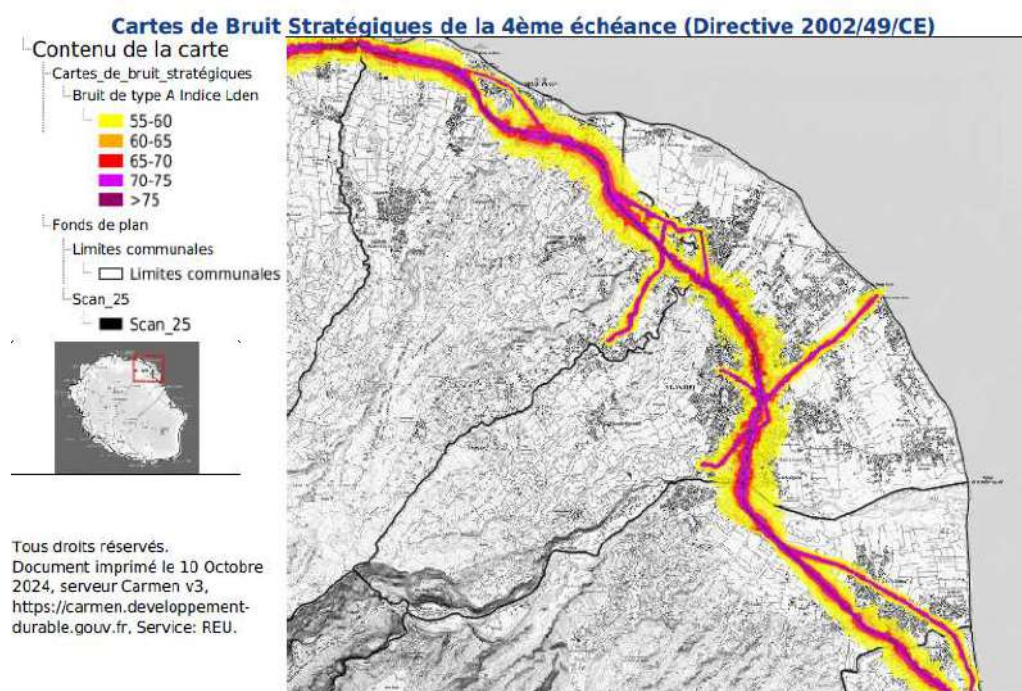 Cartes de Bruit Stratégiques de la 4ème échéance (Directive 2002/49/CE)
Contenu de la carte
Cartes_de_bruit_stratégiques
Bruit de type A Indice Lden
55-60
60-65
65-70
70-75
>75
Fonds de plan
Limites communales
Limites communales
Scan_25
Scan_25
Tous droits réservés.
Document imprimé le 10 Octobre
2024, serveur Carmen v3,
https://carmen.developpement-
durable.gouv.fr, Service: REU.